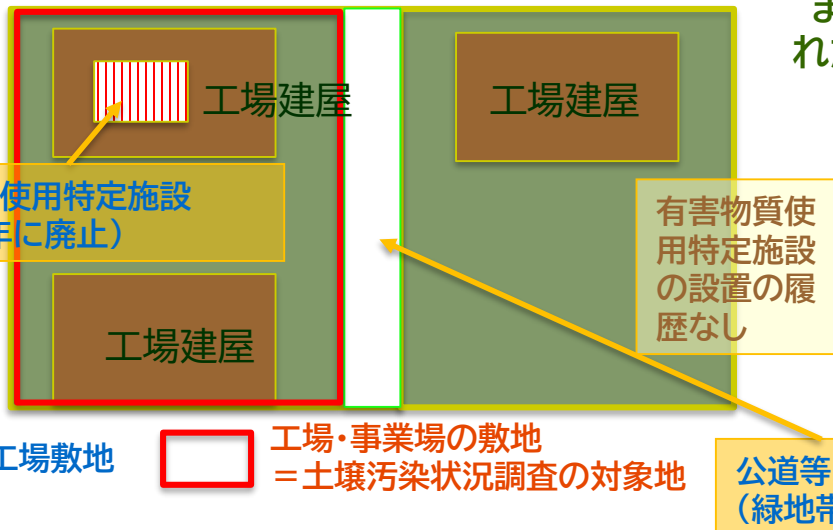 ま
れ
工場建屋
工場建屋
使用特定施設
年に廃止）
有害物質使
用特定施設
の設置の履
歴なし
工場建屋
工場敷地
工場・事業場の敷地
＝土壌汚染状況調査の対象地
公道等
（緑地帯